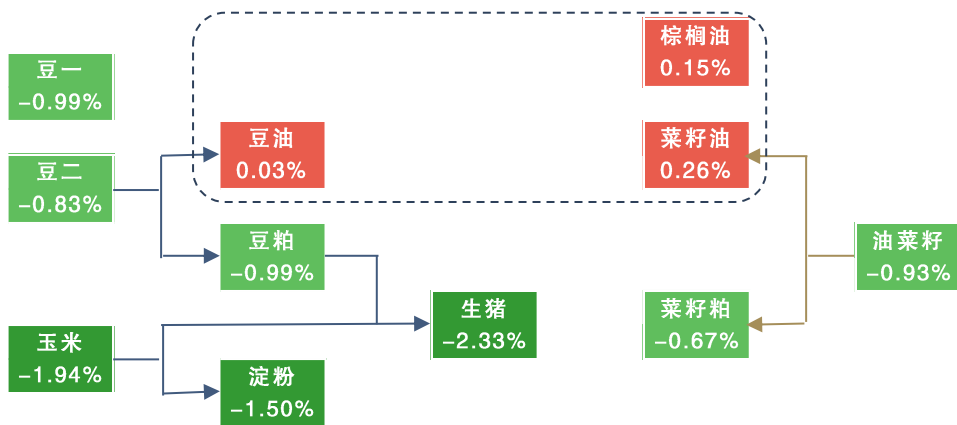 棕榈油
0.15%
豆一
-0.99%
豆油
0.03%
菜籽油
0.26%
豆二
-0.83%
豆粕
-0.99%
油菜籽
-0.93%
生猪
-2.33%
菜籽粕
-0.67%
玉米
-1.94%
淀粉
-1.50%